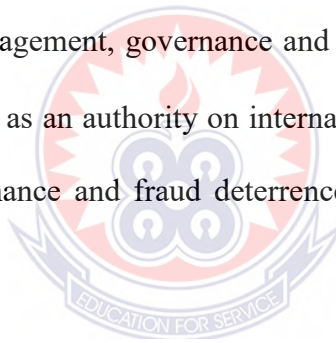 agement, governance and
as an authority on interna
nance and fraud deterrence
EDUCATION FOR SERVICE